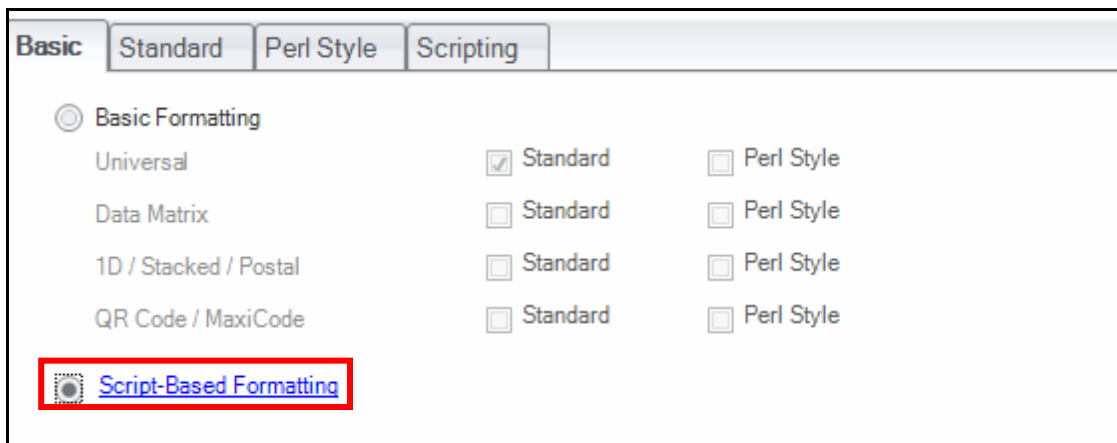 Basic Standard Perl Style Scripting
Basic Formatting
Universal Standard Perl Style
Data Matrix Standard Perl Style
1D / Stacked / Postal Standard Perl Style
QR Code / MaxiCode Standard Perl Style
Script-Based Formatting